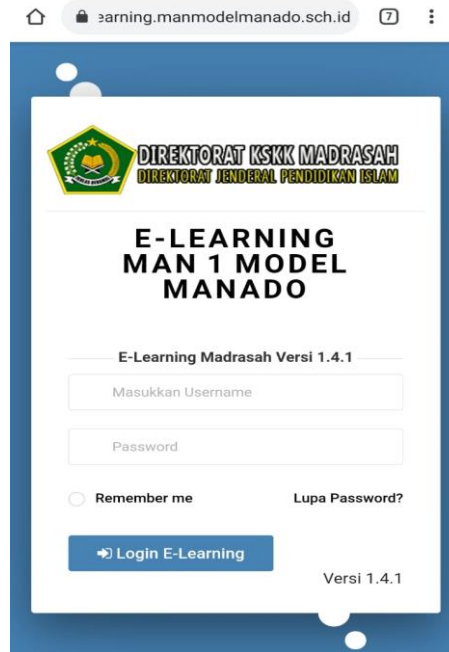 earning.manmodelmanado.sch.id 7
DIREKTORAT KSKK MADRASAH
DIREKTORAT JENDERAL PENDIDIKAN ISLAM
E-LEARNING
MAN 1 MODEL
MANADO
E-Learning Madrasah Versi 1.4.1
Masukkan Username
Password
Remember me Lupa Password?
Login E-Learning
Versi 1.4.1